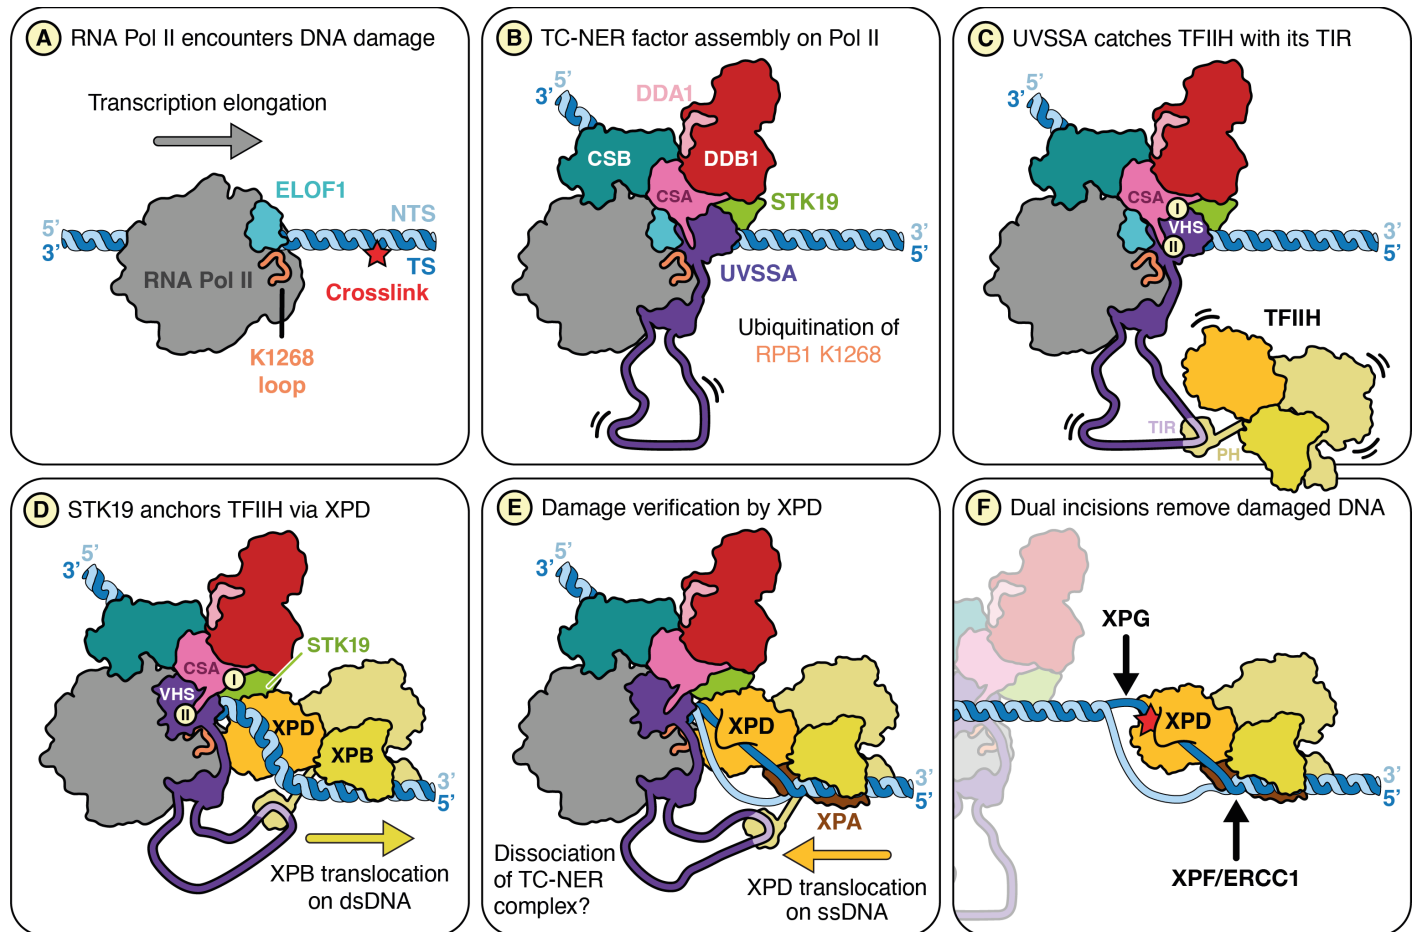 A RNA Pol II encounters DNA damage
Transcription elongation
ELOF1
NTS
5'
3'
TS
RNA Pol II
Crosslink
K1268
loop
B TC-NER factor assembly on Pol II
5'
3'
DDA1
CSB
DDB1
CSA
STK19
3'
5'
UVSSA
Ubiquitination of
RPB1 K1268
C UVSSA catches TFIIH with its TIR
5'
3'
CSA
I
VHS
II
3'
5'
TFIIH
TIR
PH
D STK19 anchors TFIIH via XPD
5'
3'
STK19
CSA
I
VHS
II
XPD
XPB
3'
5'
XPB translocation
on dsDNA
E Damage verification by XPD
5'
3'
XPD
3'
5'
XPA
Dissociation
of TC-NER
complex?
XPD translocation
on ssDNA
F Dual incisions remove damaged DNA
XPG
XPD
3'
5'
XPF/ERCC1